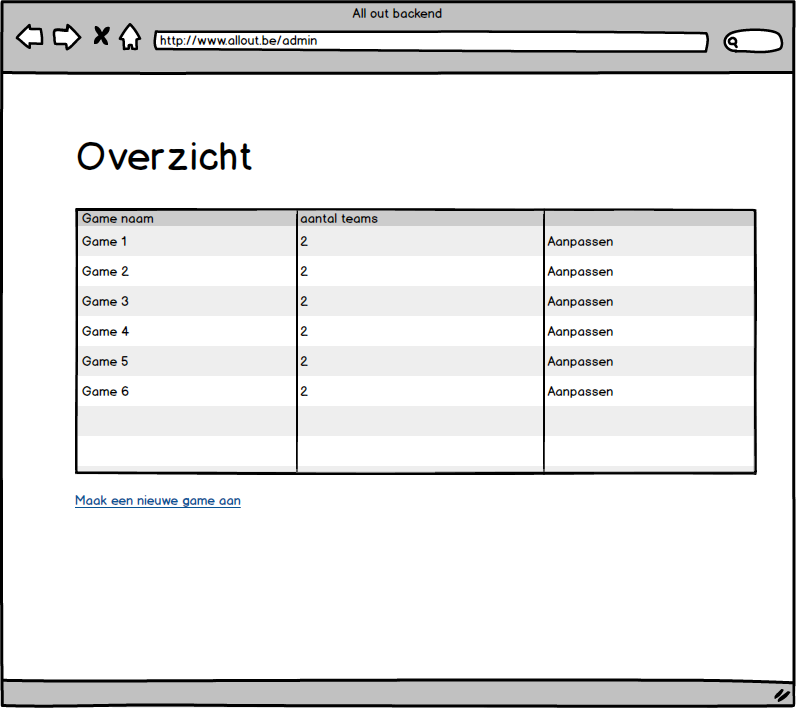 All out backend
http://www.allout.be/admin
Overzicht
Game naam aantal teams
Game 1 2 Aanpassen
Game 2 2 Aanpassen
Game 3 2 Aanpassen
Game 4 2 Aanpassen
Game 5 2 Aanpassen
Game 6 2 Aanpassen
Maak een nieuwe game aan